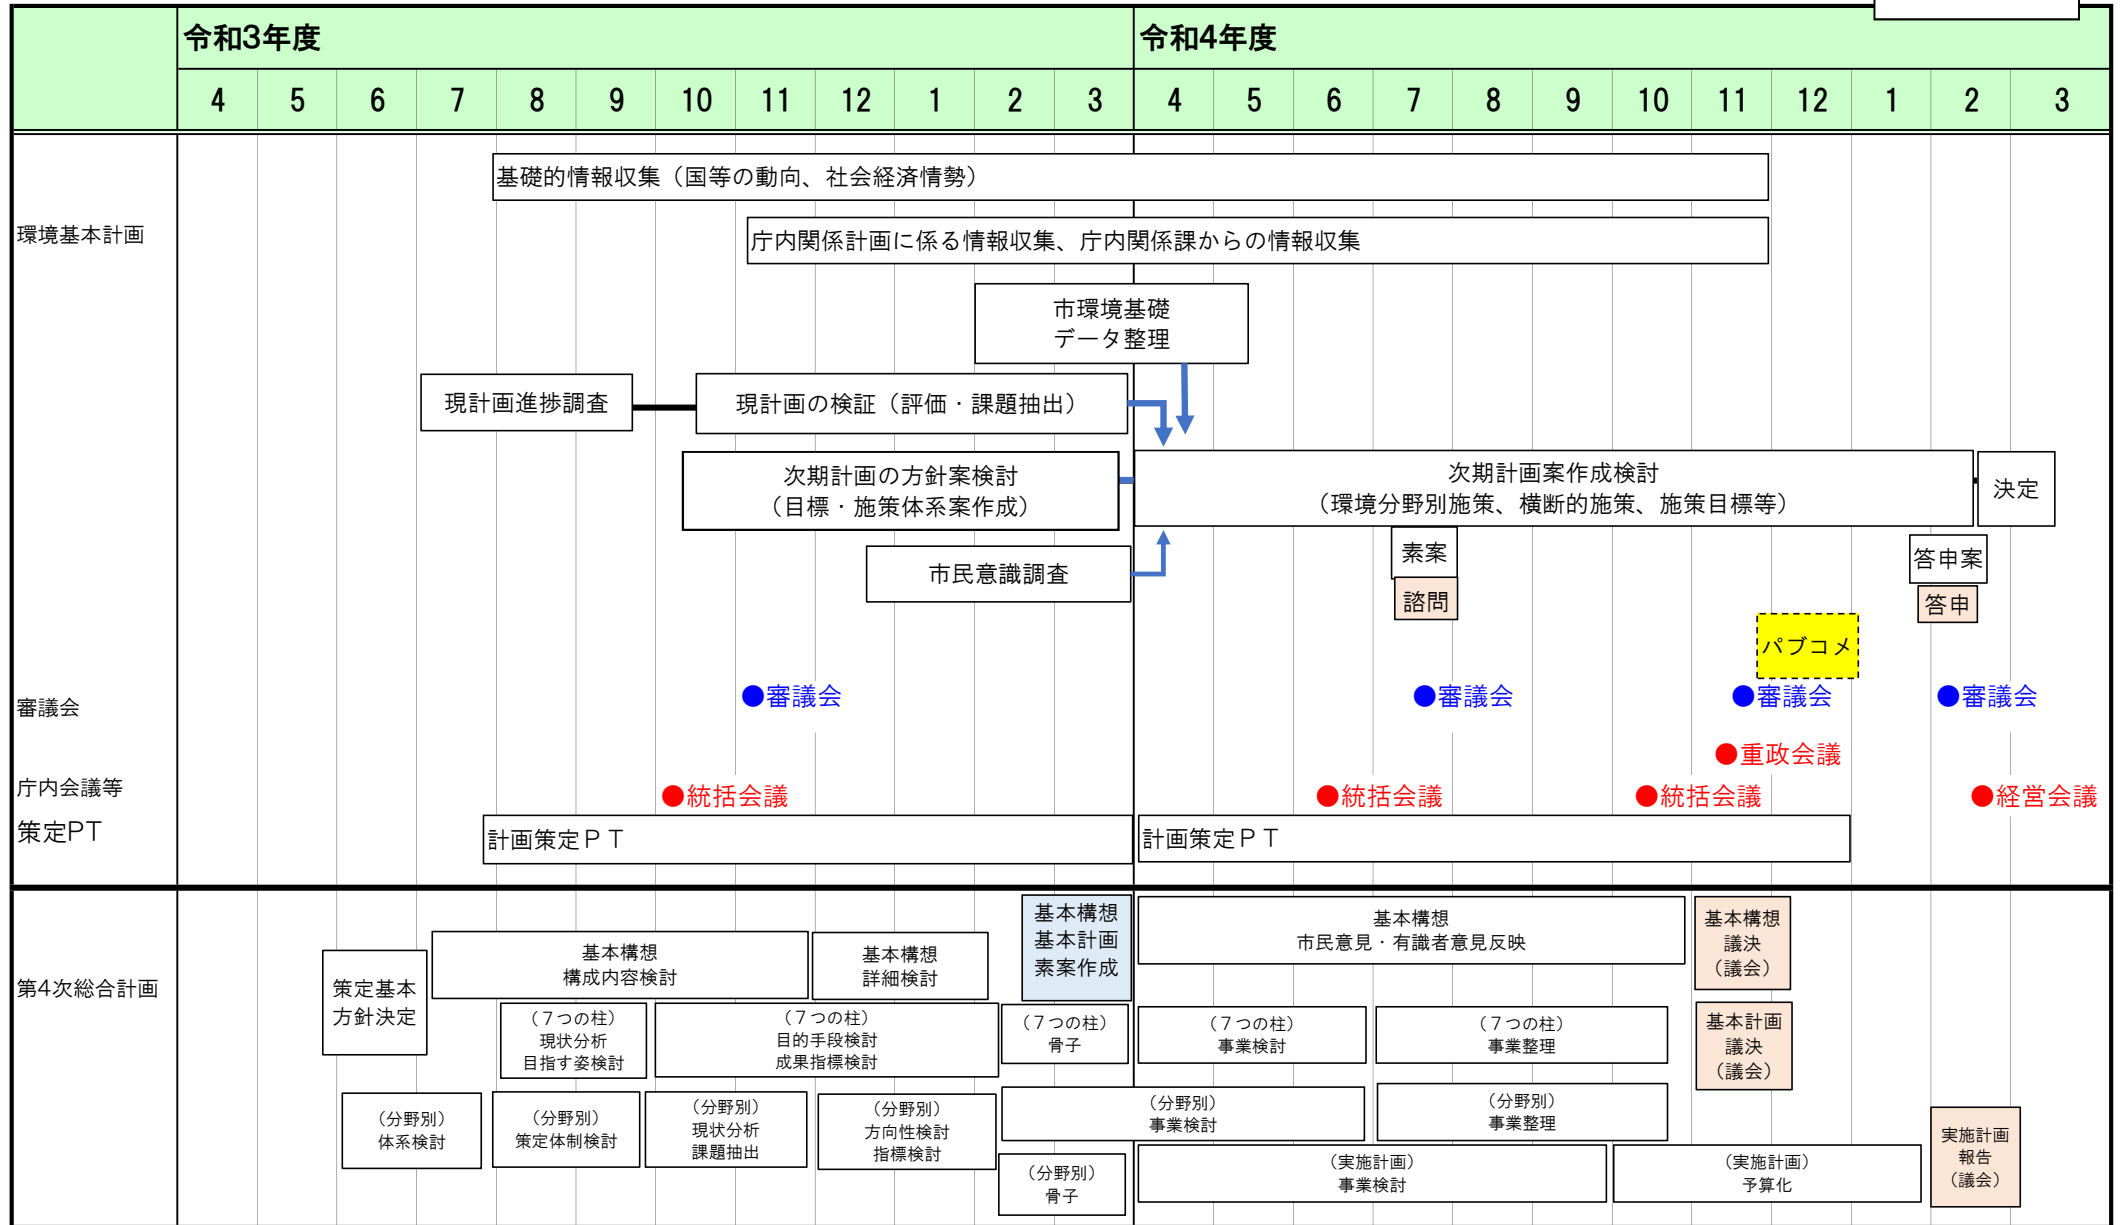 令和3年度
令和4年度
4 5 6 7 8 9 10 11 12 1 2 3 4 5 6 7 8 9 10 11 12 1 2 3
基礎的情報収集（国等の動向、社会経済情勢）
環境基本計画
庁内関係計画に係る情報収集、庁内関係課からの情報収集
市環境基礎
データ整理
現計画進捗調査
現計画の検証（評価・課題抽出）
次期計画の方針案検討
（目標・施策体系案作成）
次期計画案作成検討
（環境分野別施策、横断的施策、施策目標等）
決定
市民意識調査
素案
諮問
答申案
答申
パブコメ
審議会
●審議会
●審議会
●審議会
●審議会
●重政会議
庁内会議等
●統括会議
●統括会議
●統括会議
●経営会議
策定PT
計画策定ＰＴ
計画策定ＰＴ
第4次総合計画
策定基本
方針決定
基本構想
構成内容検討
基本構想
詳細検討
基本構想
基本計画
素案作成
基本構想
市民意見・有識者意見反映
基本構想
議決
（議会）
（７つの柱）
現状分析
目指す姿検討
（７つの柱）
目的手段検討
成果指標検討
（７つの柱）
骨子
（７つの柱）
事業検討
（７つの柱）
事業整理
基本計画
議決
（議会）
（分野別）
体系検討
（分野別）
策定体制検討
（分野別）
現状分析
課題抽出
（分野別）
方向性検討
指標検討
（分野別）
事業検討
（分野別）
事業整理
（分野別）
骨子
（実施計画）
事業検討
（実施計画）
予算化
実施計画
報告
（議会）